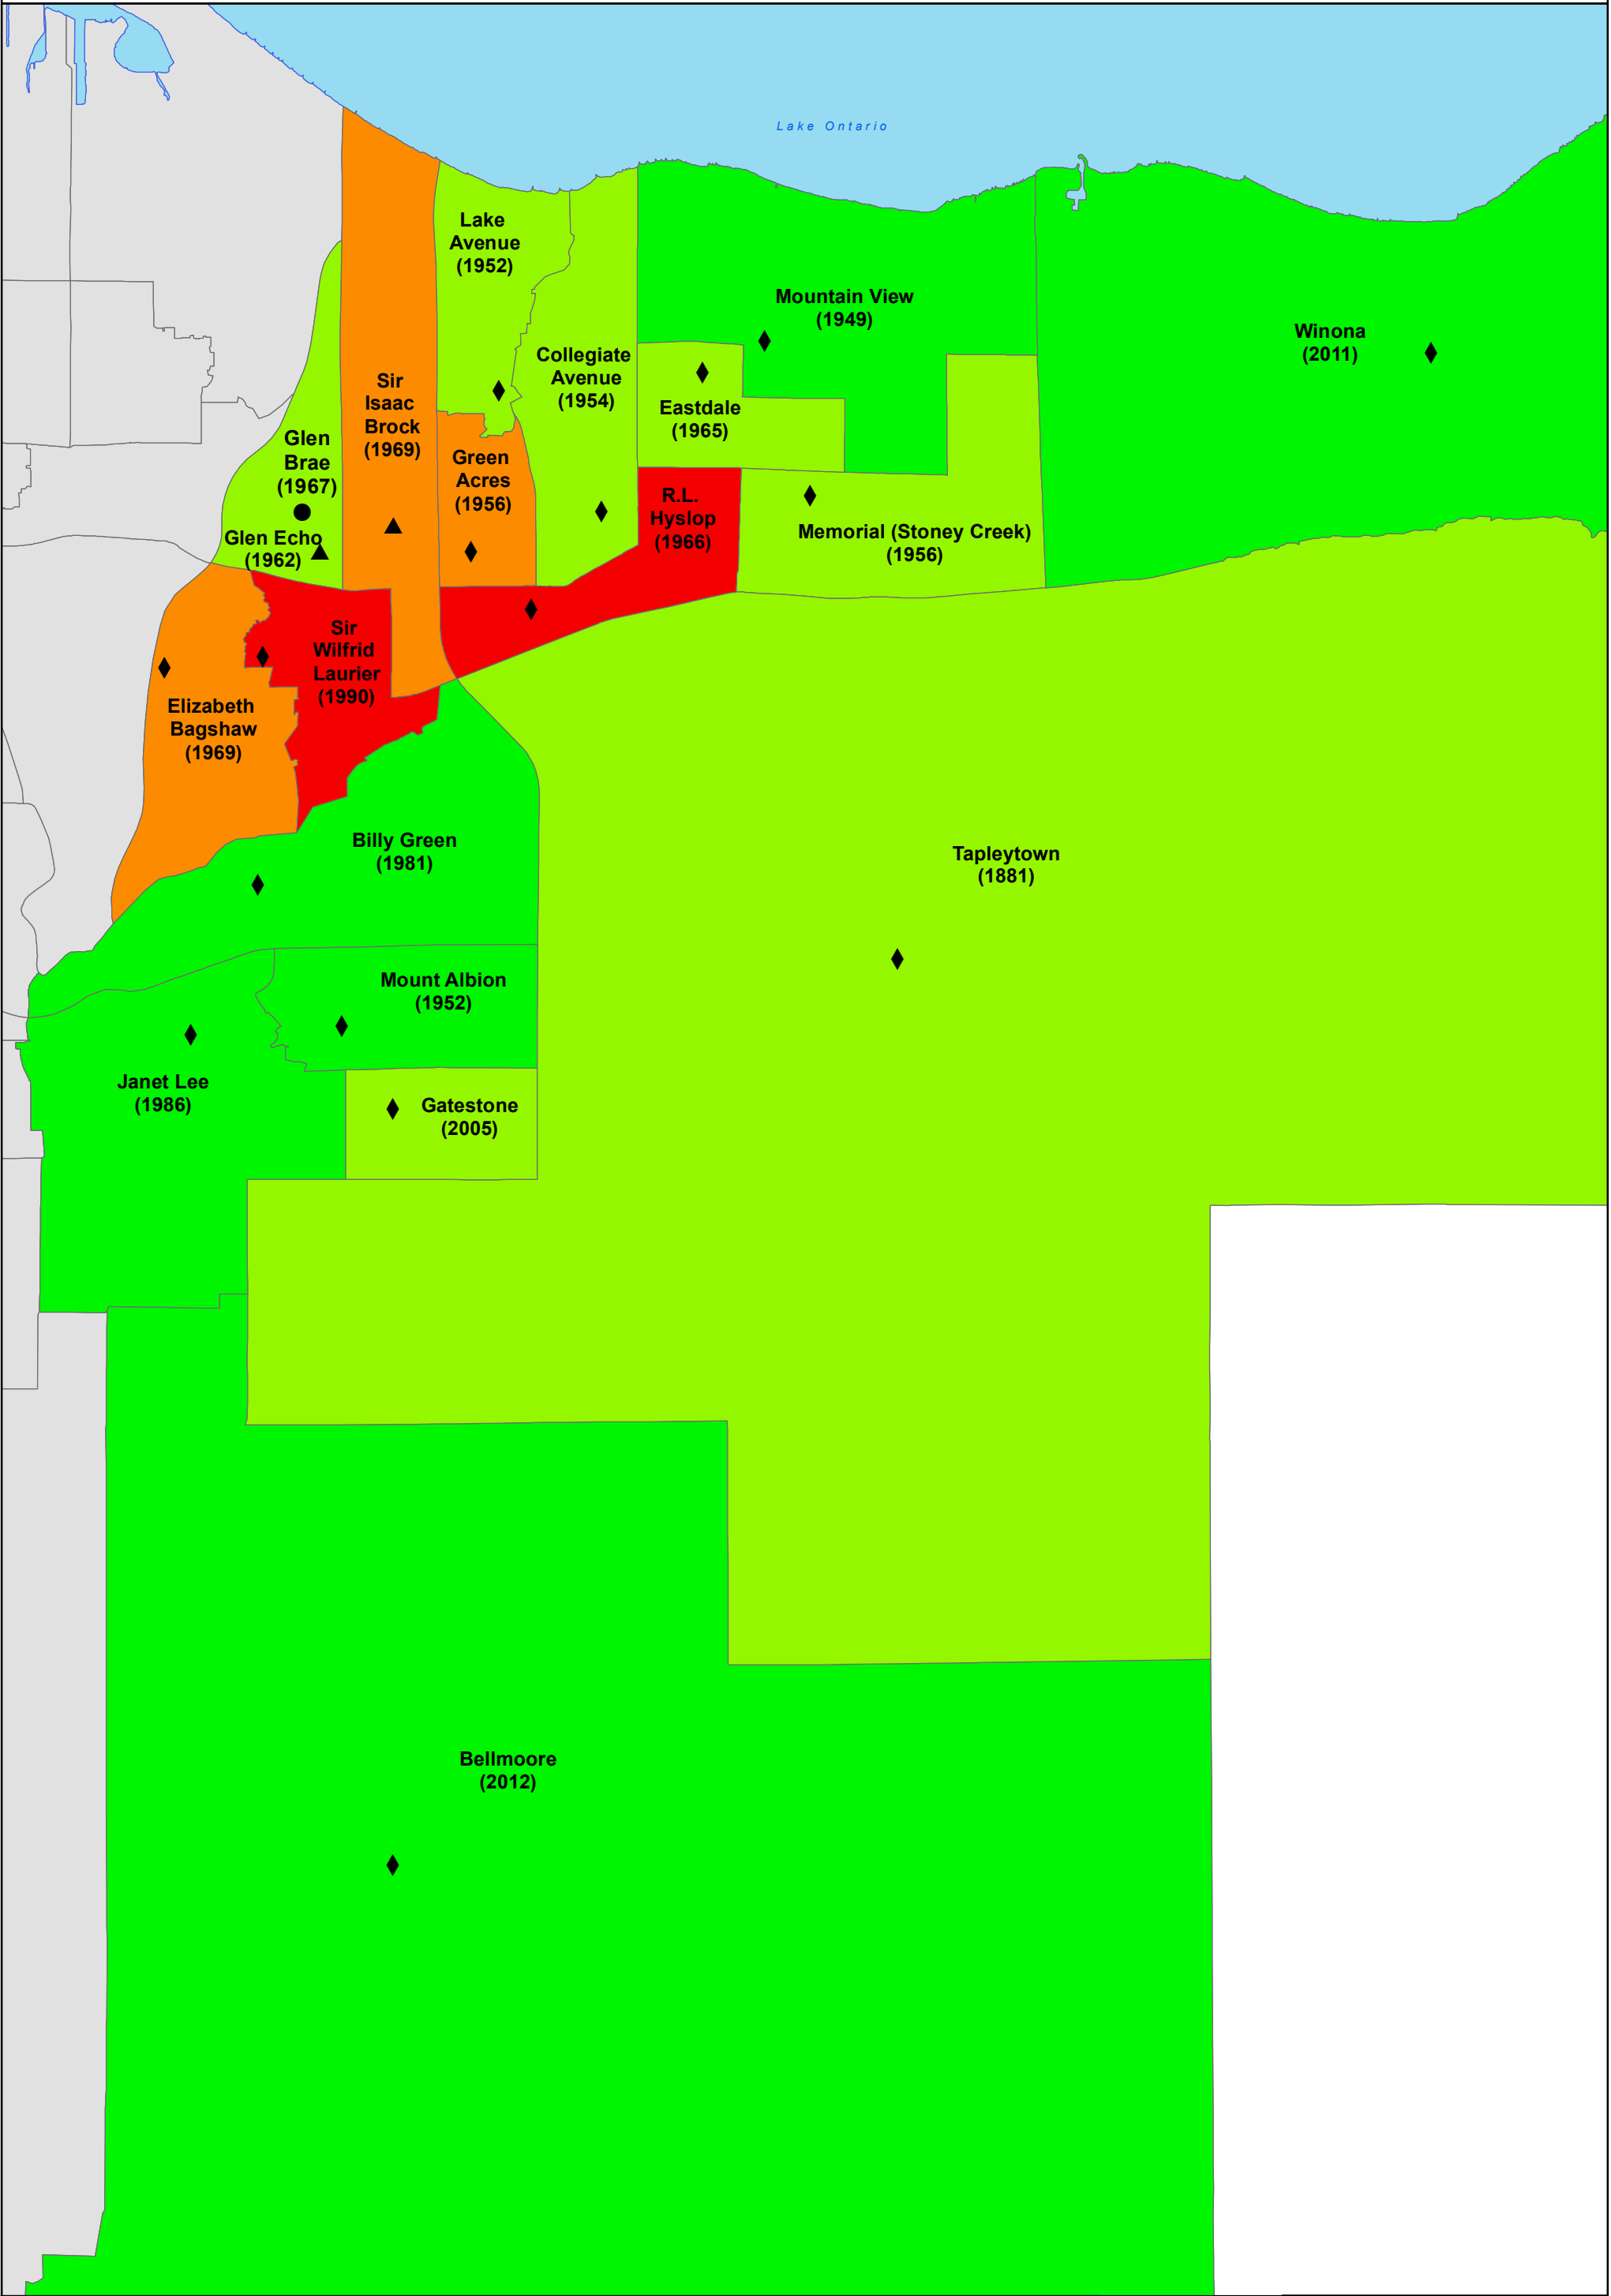 Lake Ontario
Lake
Avenue
(1952)
Mountain View
(1949)
Winona
(2011)
Collegiate
Avenue
(1954)
Sir
Isaac
Brock
(1969)
Eastdale
(1965)
Glen
Brae
(1967)
Green
Acres
(1956)
R.L.
Hyslop
(1966)
Glen Echo
(1962)
Memorial (Stoney Creek)
(1956)
Sir
Wilfrid
Laurier
(1990)
Elizabeth
Bagshaw
(1969)
Billy Green
(1981)
Tapleytown
(1881)
Mount Albion
(1952)
Janet Lee
(1986)
Gatestone
(2005)
Bellmoore
(2012)